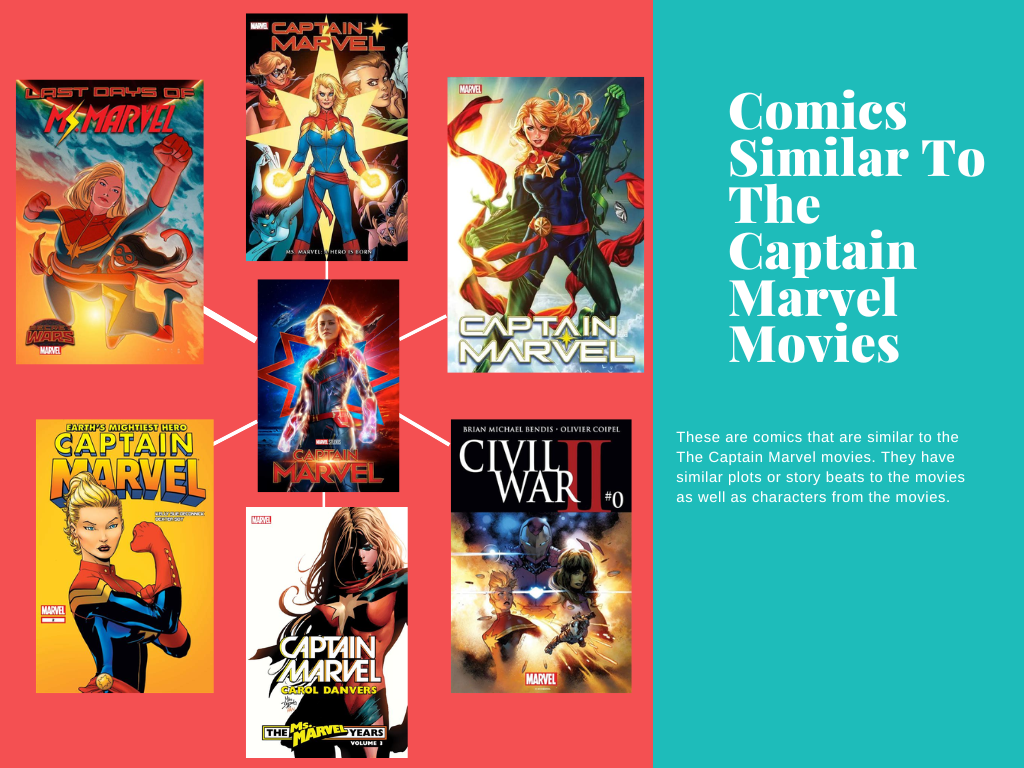 MARVEL
CAPTAIN
MARVEL
MS. MARVEL: A HERO IS BORN
LAST DAYS OF
MS MARVEL
SECRET
WARS
MARVEL
MARVEL
CAPTAIN
MARVEL
MARVEL STUDIOS
CAPTAIN
MARVEL
EARTH'S MIGHTIEST HERO
CAPTAIN
MARVEL
MARVEL
MARVEL
CAPTAIN
MARVEL
CAROL DANVERS
THE Ms. MARVEL YEARS
VOLUME 3
BRIAN MICHAEL BENDIS • OLIVIER COIPEL
CIVIL
WAR II
#0
MARVEL
Comics
Similar To
The
Captain
Marvel
Movies
These are comics that are similar to the
The Captain Marvel movies. They have
similar plots or story beats to the movies
as well as characters from the movies.